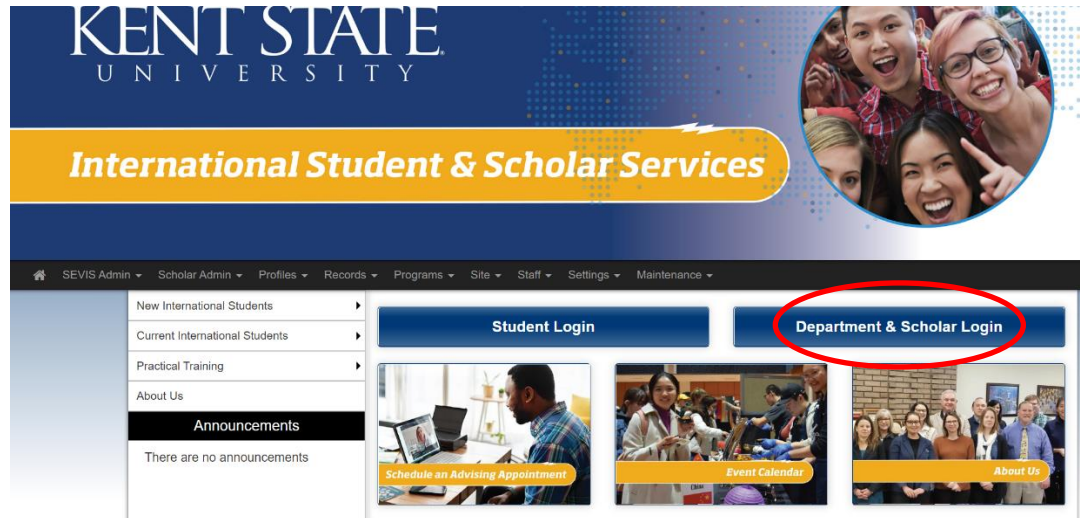 KENT STATE
UNIVERSITY
International Student & Scholar Services
SEVIS Admin Scholar Admin Profiles Records Programs Site Staff Settings Maintenance
New International Students
Current International Students
Practical Training
About Us
Announcements
There are no announcements
Student Login
Department & Scholar Login
Schedule an Advising Appointment
Event Calendar
About Us